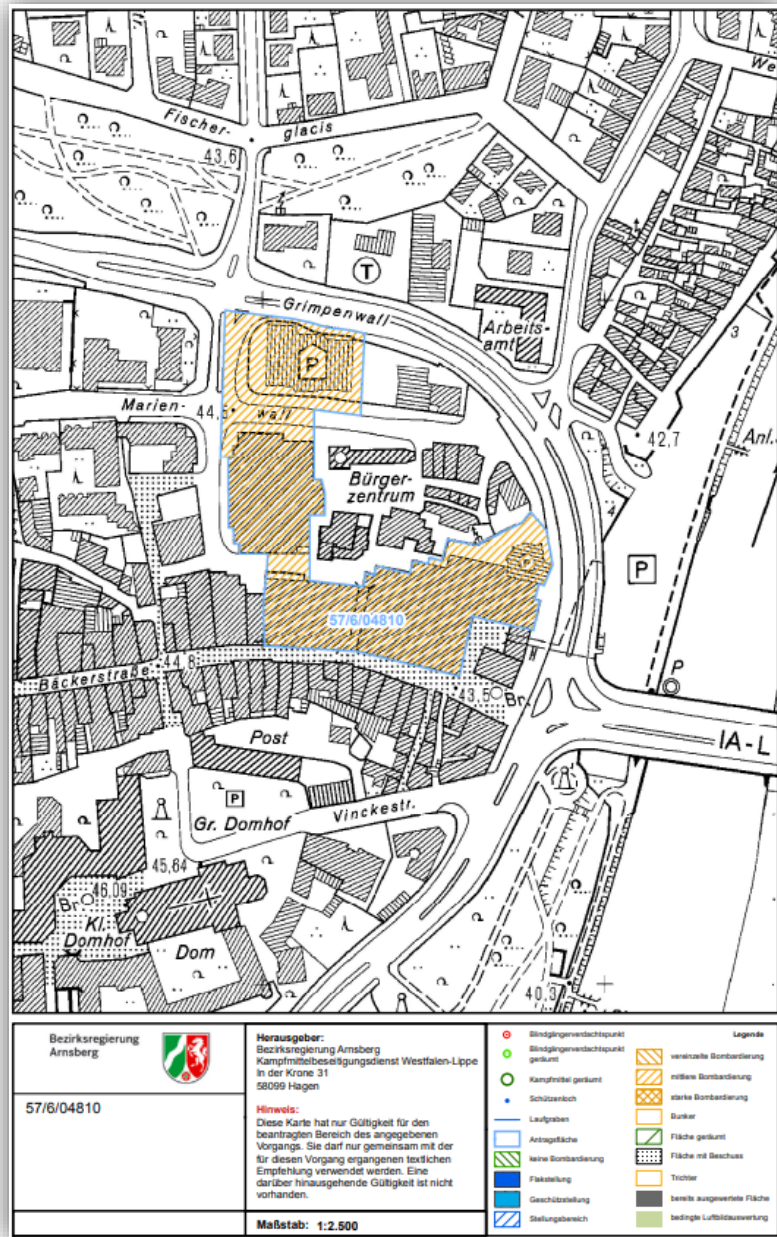 We
Fischer-
glacis
43,6
T
Grimpenwall
Arbeits-
amt
3
P
Marien-
44,5
wall
42,7
Anl.
Bürger-
zentrum
4
P
P
57/6/04810
44,8
Bäckerstraße
43,5
Br.
P
IA-L
Post
P
Gr. Domhof
Vinckestr.
45,64
46,09
Br.
Kl.
Domhof
Dom
40,3
Bezirksregierung
Arnsberg
57/6/04810
Herausgeber:
Bezirksregierung Arnsberg
Kampfmittelbeseitigungsdienst Westfalen-Lippe
In der Krone 31
58099 Hagen
Hinweis:
Diese Karte hat nur Gültigkeit für den
beantragten Bereich des angegebenen
Vorgangs. Sie darf nur gemeinsam mit der
für diesen Vorgang ergangenen textlichen
Empfehlung verwendet werden. Eine
darüber hinausgehende Gültigkeit ist nicht
vorhanden.
Maßstab: 1:2.500
Legende
Blindgängerverdachtspunkt
Blindgängerverdachtspunkt
geräumt
Kampfmittel geräumt
Schützenloch
Laufgraben
Antragsfläche
keine Bombardierung
Flakstellung
Geschützstellung
Stellungsbereich
vereinzelte Bombardierung
mittlere Bombardierung
starke Bombardierung
Bunker
Fläche geräumt
Fläche mit Beschuss
Trichter
bereits ausgewertete Fläche
bedingte Luftbildauswertung